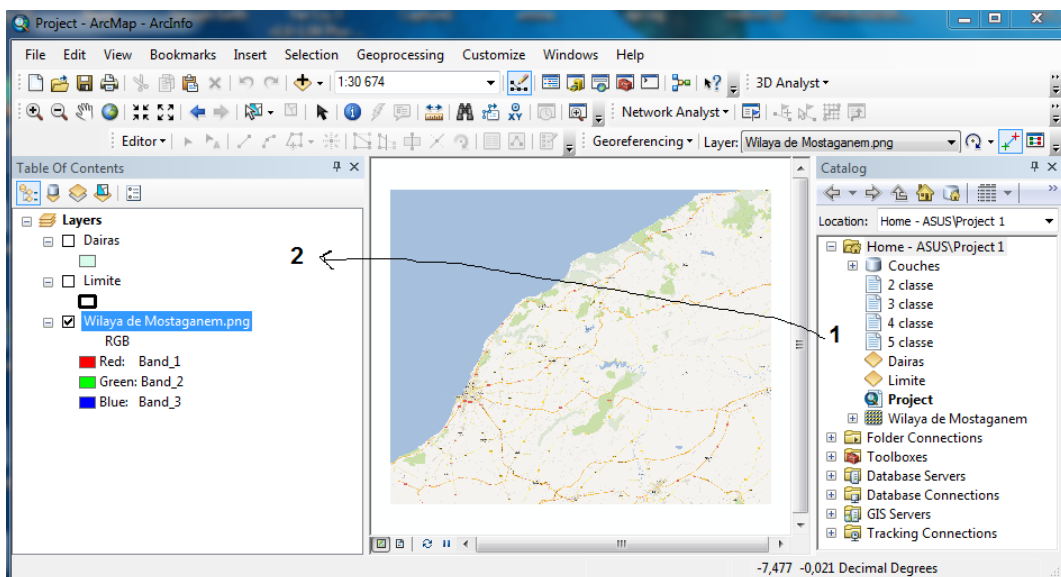 Project - ArcMap - ArcInfo
File Edit View Bookmarks Insert Selection Geoprocessing Customize Windows Help
1:30 674
3D Analyst
Network Analyst
Editor
Georeferencing
Layer: Wilaya de Mostaganem.png
Table Of Contents
Layers
Dairas
Limite
Wilaya de Mostaganem.png
RGB
Red: Band_1
Green: Band_2
Blue: Band_3
2
1
Catalog
Location: Home - ASUS\Project 1
Home - ASUS\Project 1
Couches
2 classe
3 classe
4 classe
5 classe
Dairas
Limite
Project
Wilaya de Mostaganem
Folder Connections
Toolboxes
Database Servers
Database Connections
GIS Servers
Tracking Connections
-7,477 -0,021 Decimal Degrees